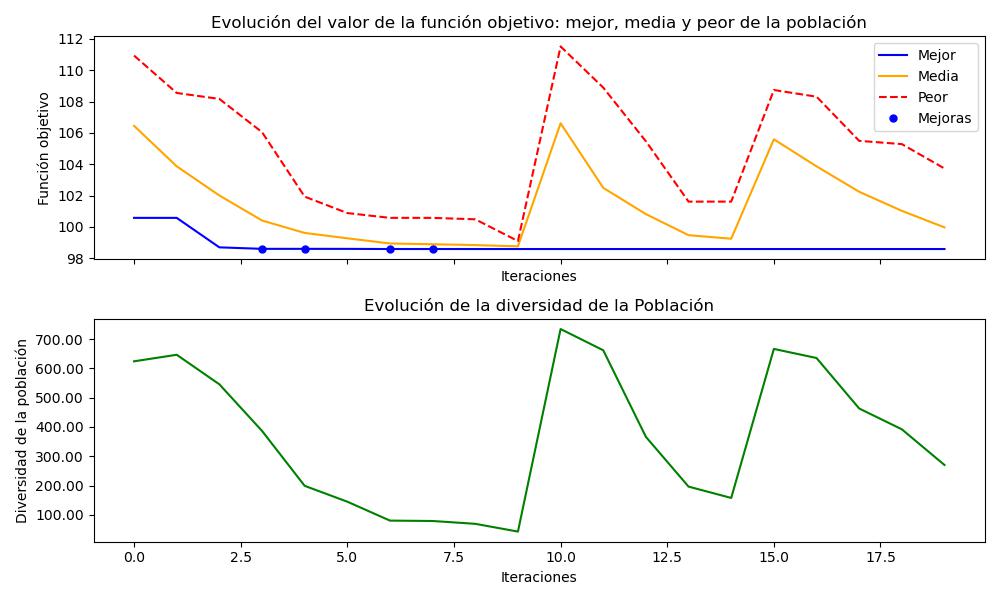 Evolución del valor de la función objetivo: mejor, media y peor de la población
112
110
108
106
104
102
100
98
Función objetivo
Mejor
Media
Peor
Mejoras
Iteraciones
Evolución de la diversidad de la Población
700.00
600.00
500.00
400.00
300.00
200.00
100.00
Diversidad de la población
0.0 2.5 5.0 7.5 10.0 12.5 15.0 17.5
Iteraciones